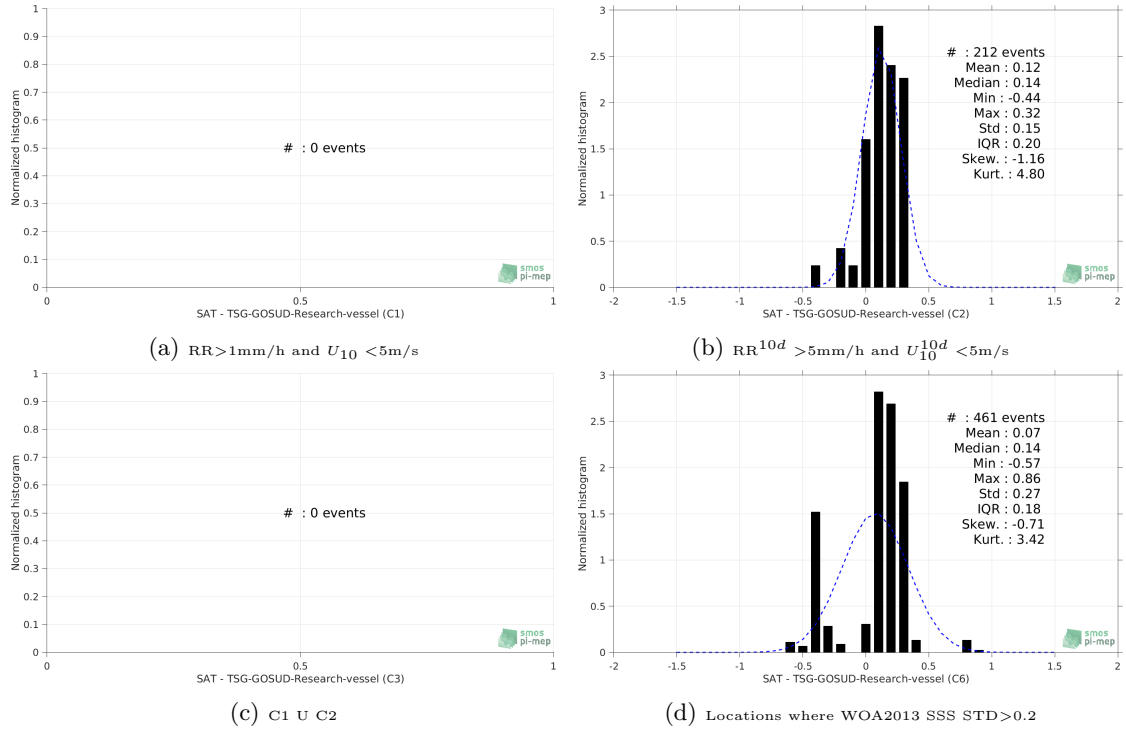 1
0.9
0.8
0.7
0.6
0.5
0.4
0.3
0.2
0.1
0
Normalized histogram
# : 0 events
smos
pi-mep
0 0.5 1
SAT - TSG-GOSUD-Research-vessel (C1)
(a) RR>1mm/h and U10 <5m/s
3
2.5
2
1.5
1
0.5
0
Normalized histogram
# : 212 events
Mean : 0.12
Median : 0.14
Min : -0.44
Max : 0.32
Std : 0.15
IQR : 0.20
Skew. : -1.16
Kurt. : 4.80
smos
pi-mep
-2 -1.5 -1 -0.5 0 0.5 1 1.5 2
SAT - TSG-GOSUD-Research-vessel (C2)
(b) RR^10d >5mm/h and U10^10d <5m/s
1
0.9
0.8
0.7
0.6
0.5
0.4
0.3
0.2
0.1
0
Normalized histogram
# : 0 events
smos
pi-mep
0 0.5 1
SAT - TSG-GOSUD-Research-vessel (C3)
(c) C1 U C2
3
2.5
2
1.5
1
0.5
0
Normalized histogram
# : 461 events
Mean : 0.07
Median : 0.14
Min : -0.57
Max : 0.86
Std : 0.27
IQR : 0.18
Skew. : -0.71
Kurt. : 3.42
smos
pi-mep
-2 -1.5 -1 -0.5 0 0.5 1 1.5 2
SAT - TSG-GOSUD-Research-vessel (C6)
(d) Locations where WOA2013 SSS STD>0.2